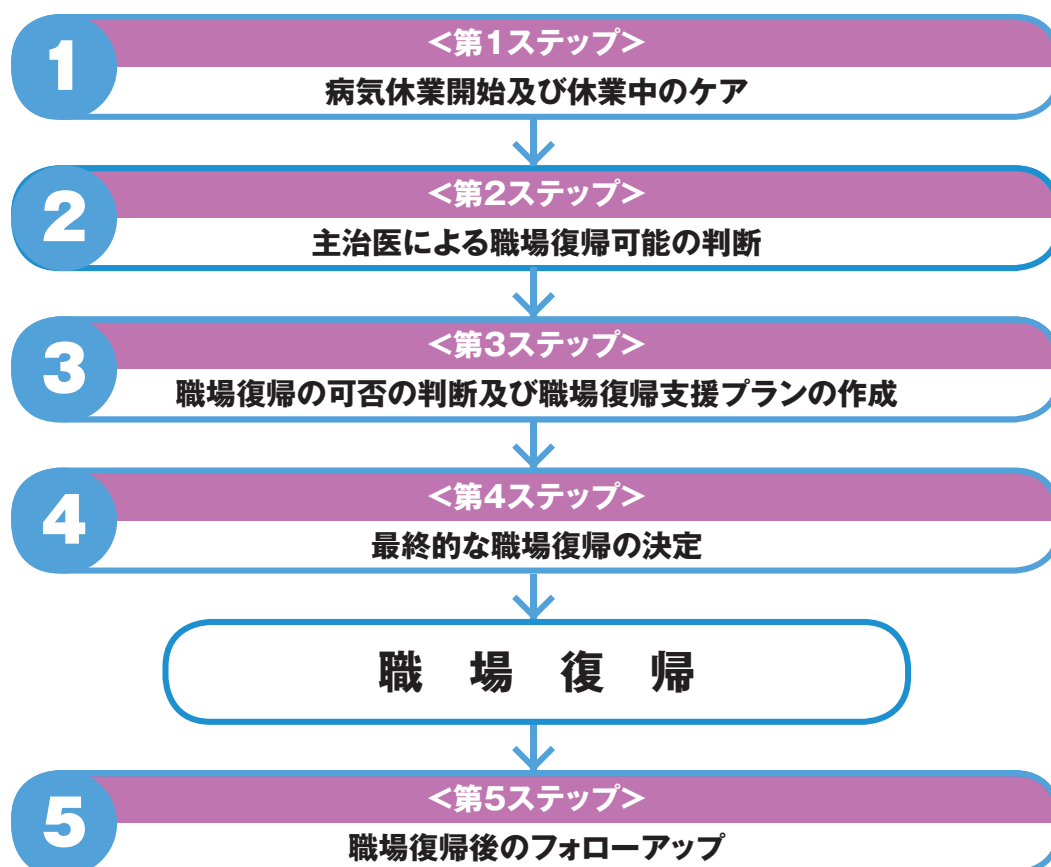 1
<第1ステップ>
病気休業開始及び休業中のケア
2
<第2ステップ>
主治医による職場復帰可能の判断
3
<第3ステップ>
職場復帰の可否の判断及び職場復帰支援プランの作成
4
<第4ステップ>
最終的な職場復帰の決定
職 場 復 帰
5
<第5ステップ>
職場復帰後のフォローアップ